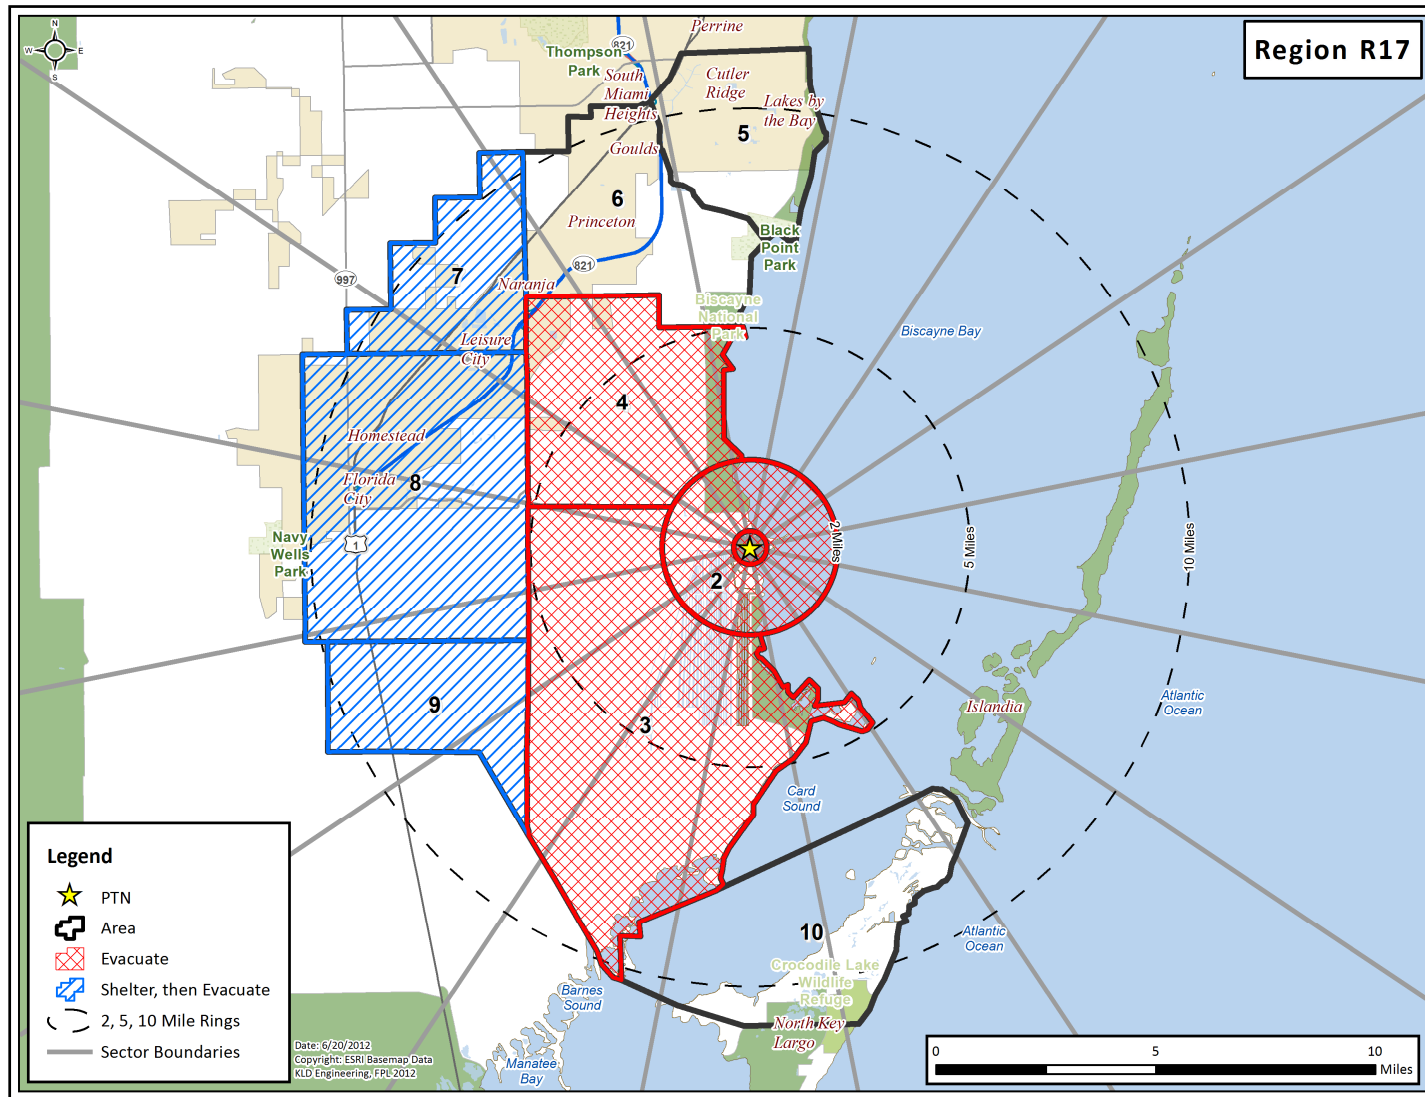 Region R17
N
W
E
S
Perrine
821
Thompson
Park
South
Miami
Heights
Cutler
Ridge
Lakes by
the Bay
5
Goulds
6
Princeton
Black
Point
Park
821
997
7
Naranja
Biscayne
National
Park
Biscayne Bay
Leisure
City
4
Homestead
Florida
City
8
Navy
Wells
Park
1
2 Miles
5 Miles
10 Miles
2
9
3
Islandia
Atlantic
Ocean
Card
Sound
10
Atlantic
Ocean
Crocodile Lake
Wildlife
Refuge
Barnes
Sound
North Key
Largo
Manatee
Bay
Legend
PTN
Area
Evacuate
Shelter, then Evacuate
2, 5, 10 Mile Rings
Sector Boundaries
Date: 6/20/2012
Copyright: ESRI Basemap Data
KLD Engineering, FPL 2012
0
5
10
Miles